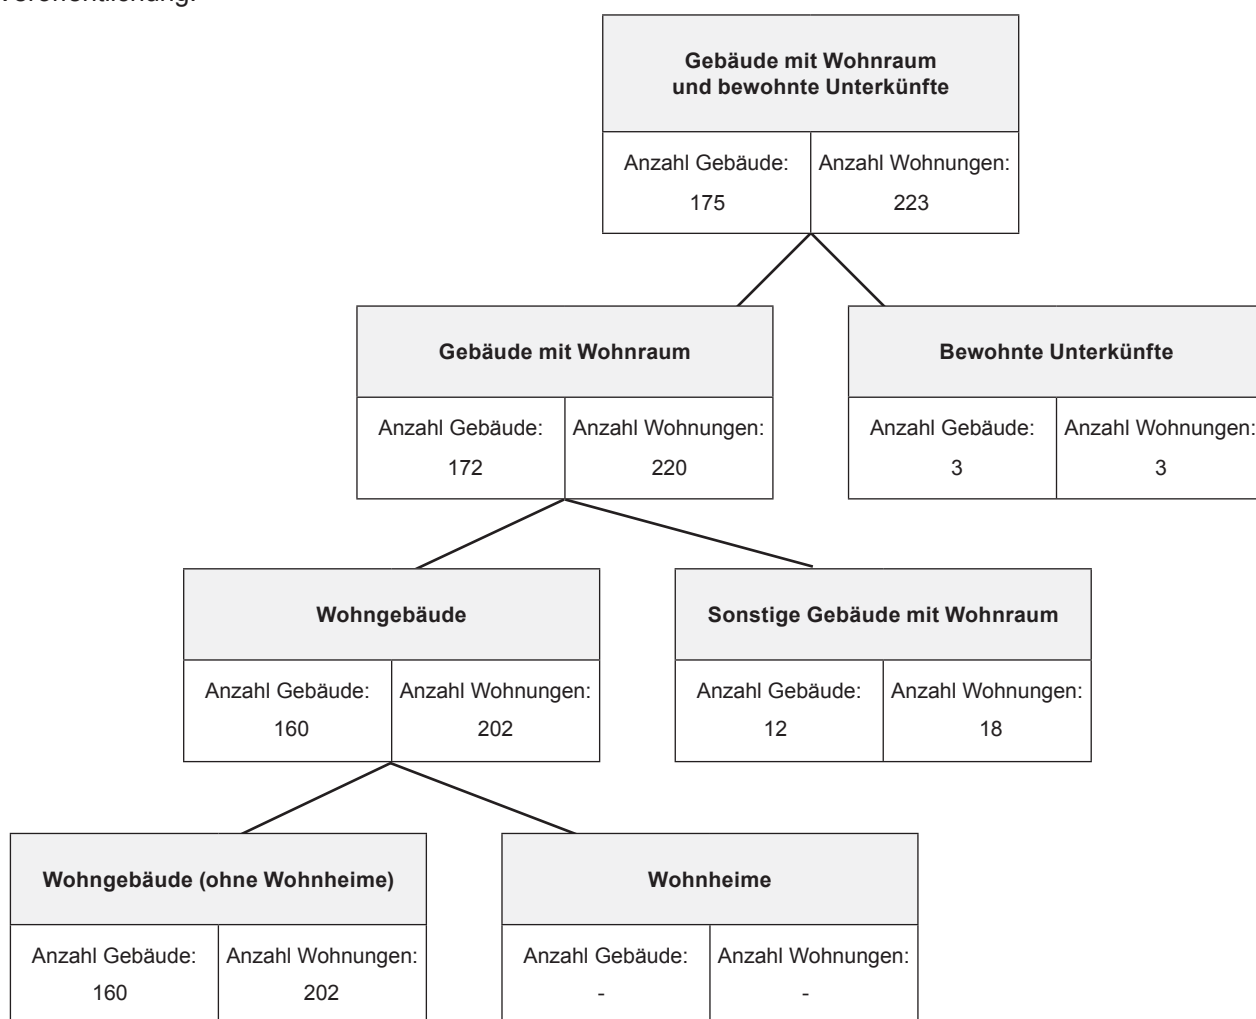 Veröffentlichung.
Gebäude mit Wohnraum
und bewohnte Unterkünfte
Anzahl Gebäude: Anzahl Wohnungen:
175 223
Gebäude mit Wohnraum
Anzahl Gebäude: Anzahl Wohnungen:
172 220
Bewohnte Unterkünfte
Anzahl Gebäude: Anzahl Wohnungen:
3 3
Wohngebäude
Anzahl Gebäude: Anzahl Wohnungen:
160 202
Sonstige Gebäude mit Wohnraum
Anzahl Gebäude: Anzahl Wohnungen:
12 18
Wohngebäude (ohne Wohnheime)
Anzahl Gebäude: Anzahl Wohnungen:
160 202
Wohnheime
Anzahl Gebäude: Anzahl Wohnungen:
- -